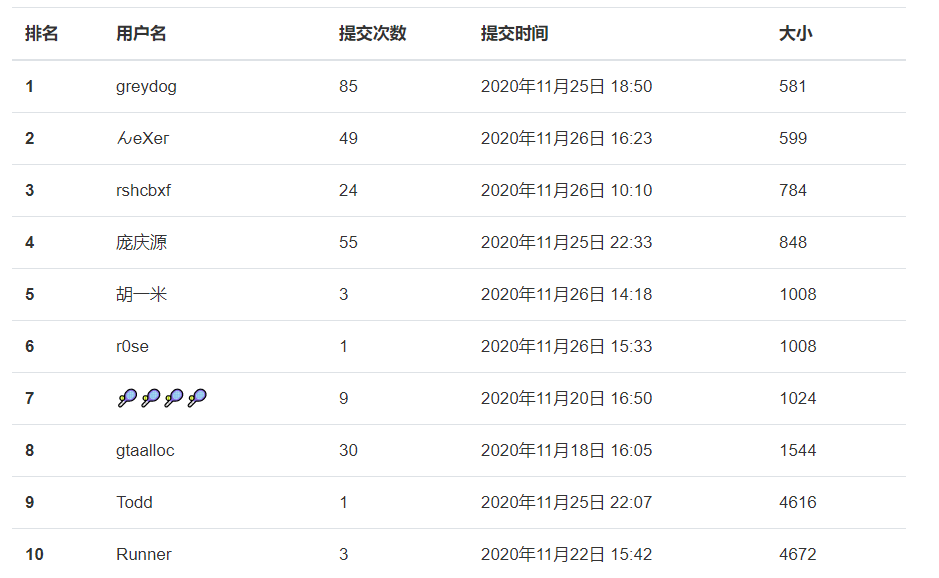 排名 用户名 提交次数 提交时间 大小
1 greydog 85 2020年11月25日 18:50 581
2 んeXer 49 2020年11月26日 16:23 599
3 rshcbxf 24 2020年11月26日 10:10 784
4 庞庆源 55 2020年11月25日 22:33 848
5 胡一米 3 2020年11月26日 14:18 1008
6 r0se 1 2020年11月26日 15:33 1008
7 9 2020年11月20日 16:50 1024
8 gtaalloc 30 2020年11月18日 16:05 1544
9 Todd 1 2020年11月25日 22:07 4616
10 Runner 3 2020年11月22日 15:42 4672